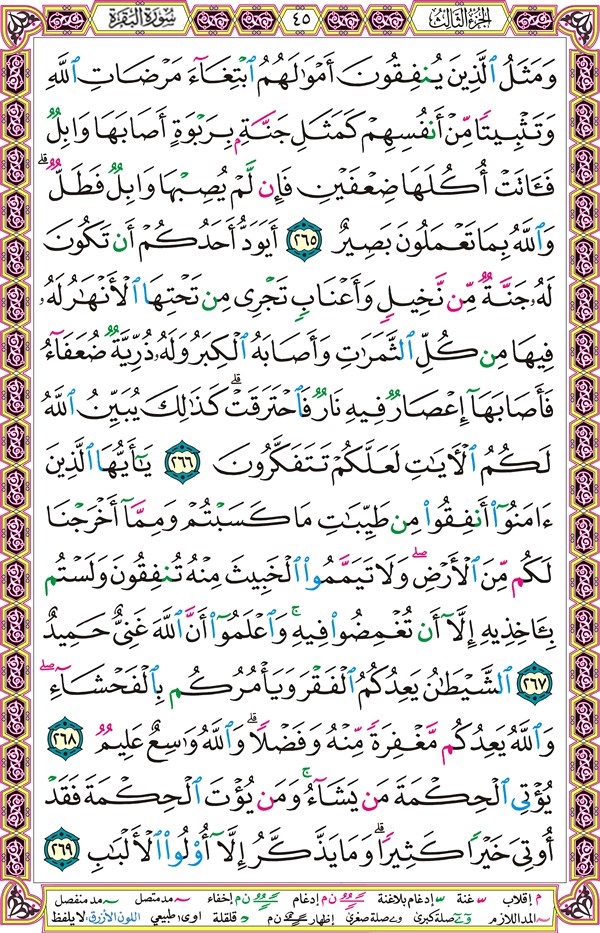 الجزء الثالث ٤٥ سورة البقرة
وَمَثَلُ ٱلَّذِينَ يُنفِقُونَ أَمْوَٰلَهُمُ ٱبْتِغَآءَ مَرْضَاتِ ٱللَّهِ
وَتَثْبِيتًا مِّنْ أَنفُسِهِمْ كَمَثَلِ جَنَّةٍۭ بِرَبْوَةٍ أَصَابَهَا وَابِلٌ
فَـَٔاتَتْ أُكُلَهَا ضِعْفَيْنِ فَإِن لَّمْ يُصِبْهَا وَابِلٌ فَطَلٌّ ۗ
وَٱللَّهُ بِمَا تَعْمَلُونَ بَصِيرٌ ٢٦٥ أَيَوَدُّ أَحَدُكُمْ أَن تَكُونَ
لَهُۥ جَنَّةٌ مِّن نَّخِيلٍ وَأَعْنَابٍ تَجْرِى مِن تَحْتِهَا ٱلْأَنْهَٰرُ لَهُۥ
فِيهَا مِن كُلِّ ٱلثَّمَرَٰتِ وَأَصَابَهُ ٱلْكِبَرُ وَلَهُۥ ذُرِّيَّةٌ ضُعَفَآءُ
فَأَصَابَهَآ إِعْصَارٌ فِيهِ نَارٌ فَٱحْتَرَقَتْ ۗ كَذَٰلِكَ يُبَيِّنُ ٱللَّهُ
لَكُمُ ٱلْـَٔايَٰتِ لَعَلَّكُمْ تَتَفَكَّرُونَ ٢٦٦ يَٰٓأَيُّهَا ٱلَّذِينَ
ءَامَنُوٓا۟ أَنفِقُوا۟ مِن طَيِّبَٰتِ مَا كَسَبْتُمْ وَمِمَّآ أَخْرَجْنَا
لَكُم مِّنَ ٱلْأَرْضِ ۖ وَلَا تَيَمَّمُوا۟ ٱلْخَبِيثَ مِنْهُ تُنفِقُونَ وَلَسْتُم
بِـَٔاخِذِيهِ إِلَّآ أَن تُغْمِضُوا۟ فِيهِ ۚ وَٱعْلَمُوٓا۟ أَنَّ ٱللَّهَ غَنِىٌّ حَمِيدٌ
٢٦٧ ٱلشَّيْطَٰنُ يَعِدُكُمُ ٱلْفَقْرَ وَيَأْمُرُكُم بِٱلْفَحْشَآءِ ۖ
وَٱللَّهُ يَعِدُكُم مَّغْفِرَةً مِّنْهُ وَفَضْلًا ۗ وَٱللَّهُ وَٰسِعٌ عَلِيمٌ ٢٦٨
يُؤْتِى ٱلْحِكْمَةَ مَن يَشَآءُ ۚ وَمَن يُؤْتَ ٱلْحِكْمَةَ فَقَدْ
أُوتِىَ خَيْرًا كَثِيرًا ۗ وَمَا يَذَّكَّرُ إِلَّآ أُو۟لُوا۟ ٱلْأَلْبَٰبِ ٢٦٩
م إقلاب غنة إدغام بلاغنة ن م إدغام ن م إخفاء مد متصل مد منفصل
المد اللازم صلة كبرى صلة صغرى إظهار ن م قلقلة اوى طبيعي اللون الأزرق: لا يلفظ